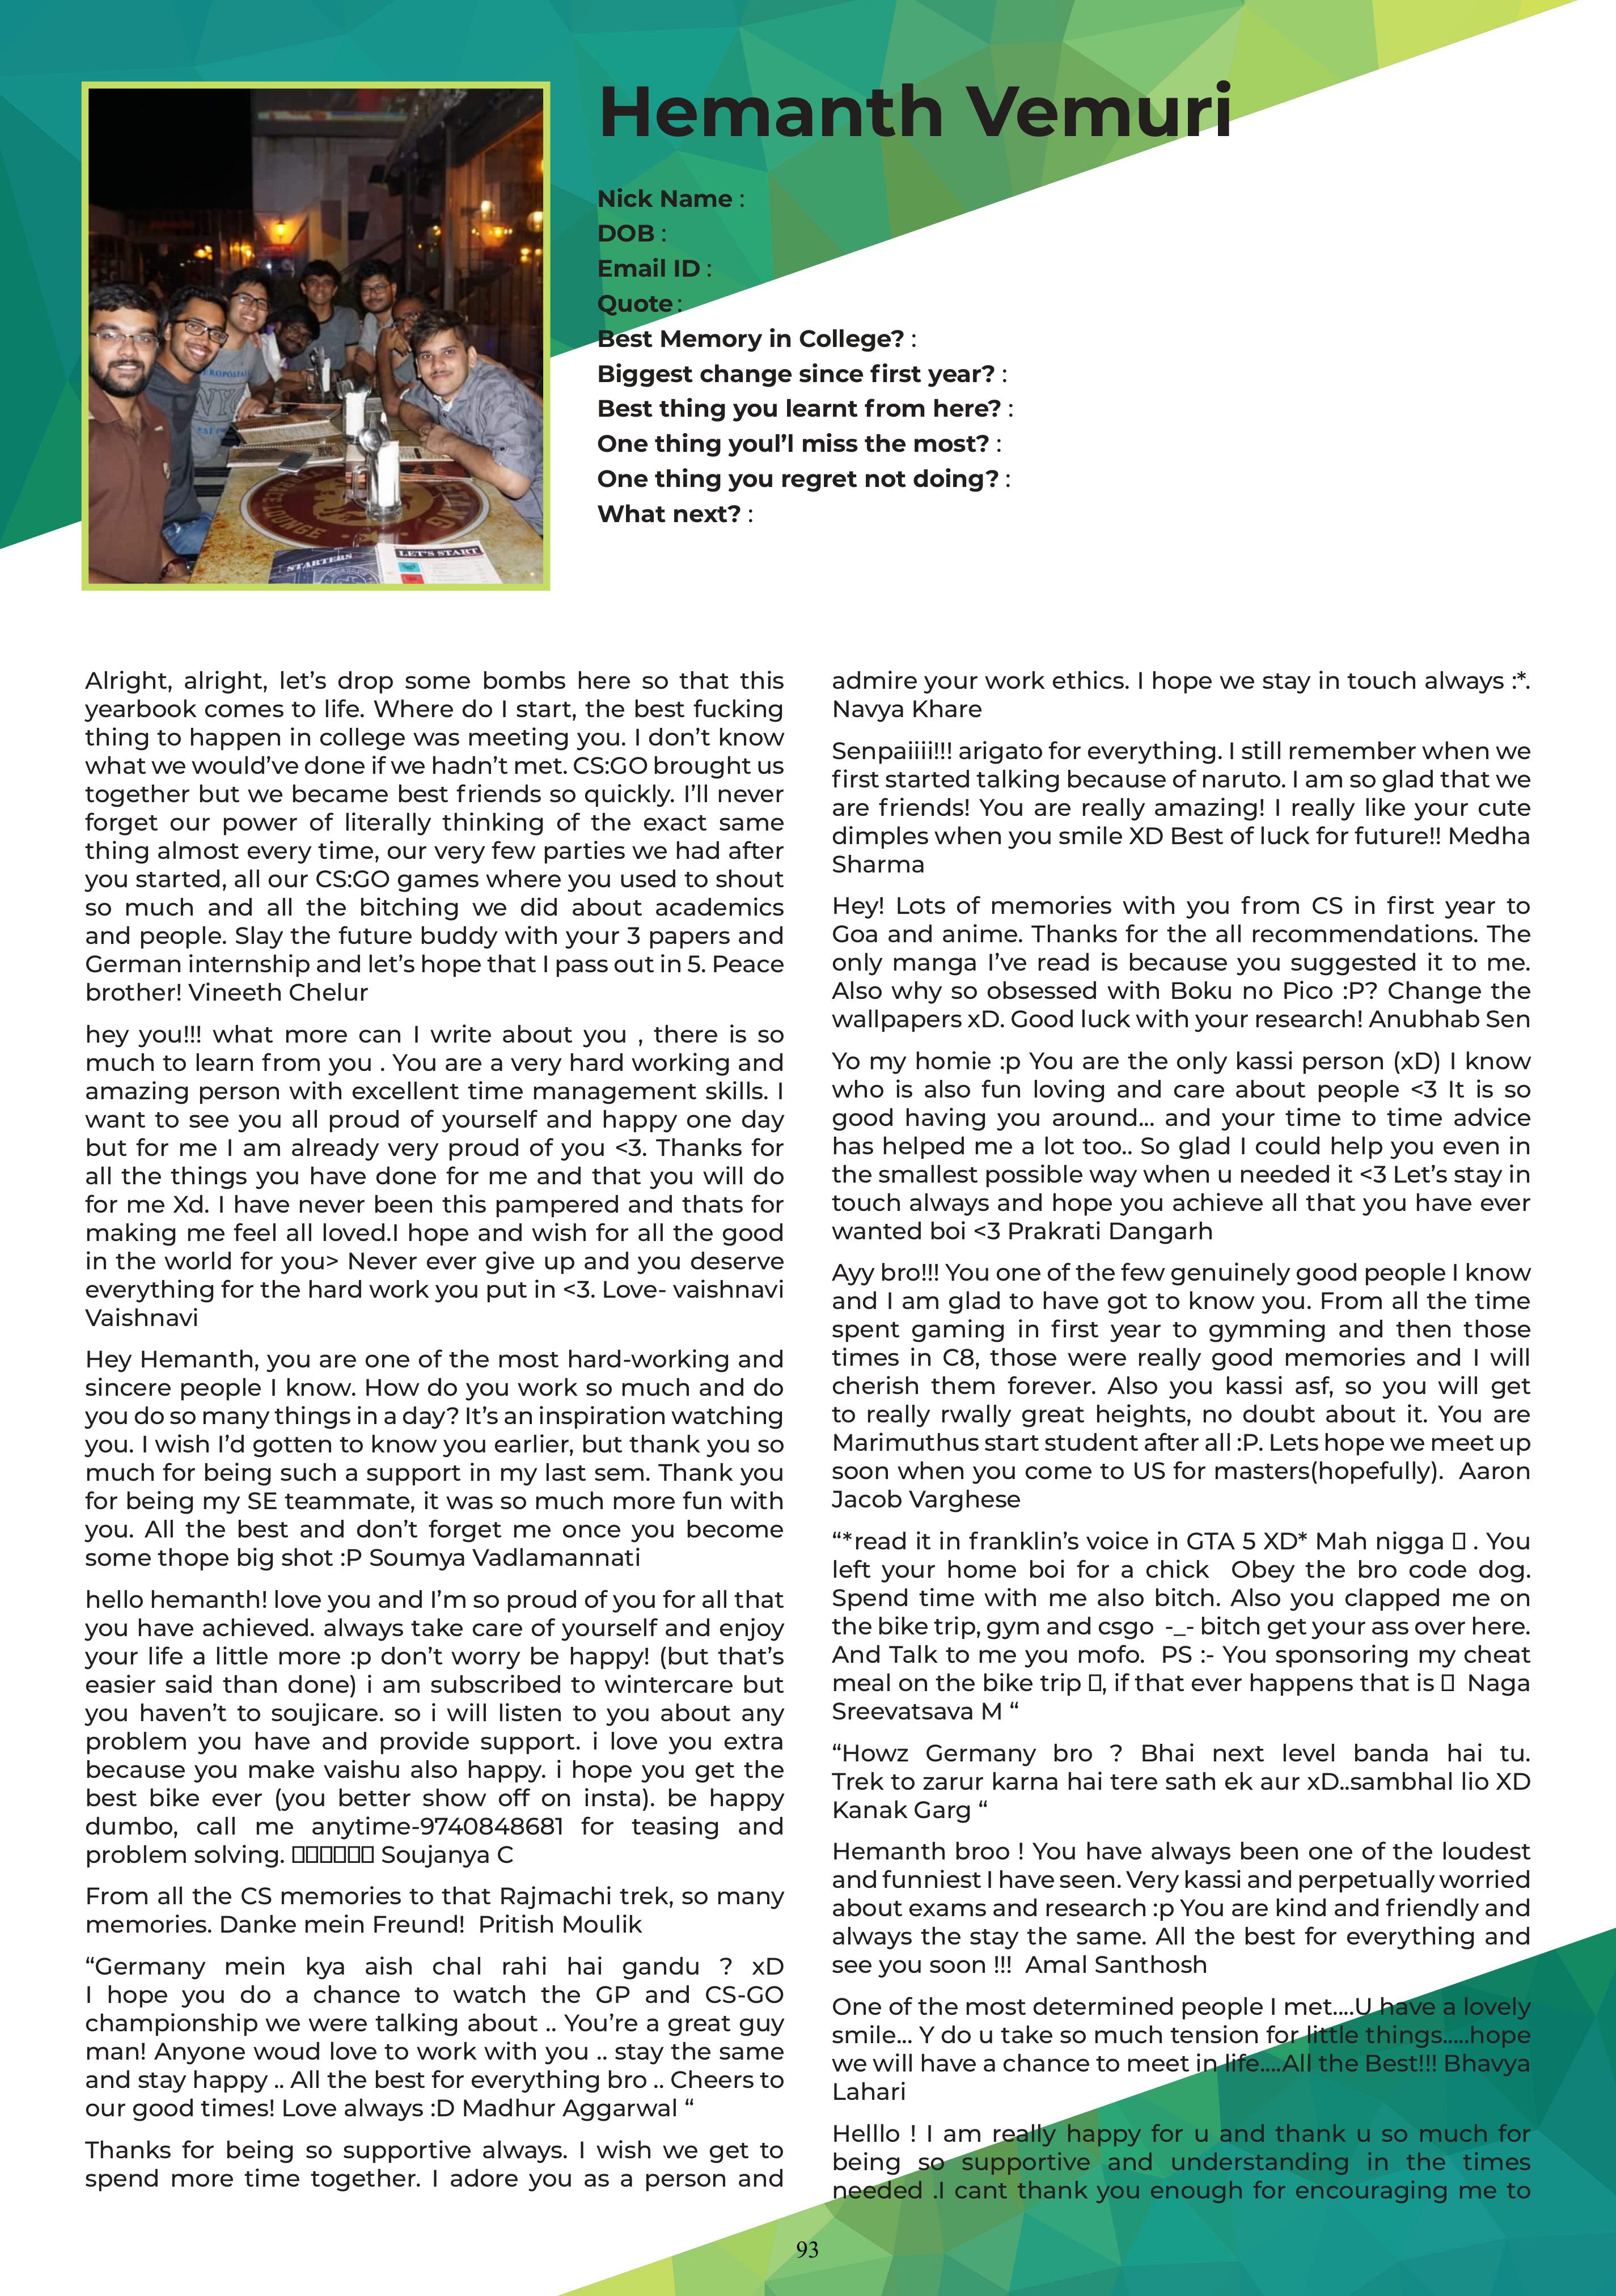 Hemanth Vemuri
Nick Name :
DOB :
Email ID :
Quote :
Best Memory in College? :
Biggest change since first year? :
Best thing you learnt from here? :
One thing youl’l miss the most? :
One thing you regret not doing? :
What next? :
LOUNGE
STARTERS
LET'S START
Alright, alright, let’s drop some bombs here so that this
yearbook comes to life. Where do I start, the best fucking
thing to happen in college was meeting you. I don’t know
what we would’ve done if we hadn’t met. CS:GO brought us
together but we became best friends so quickly. I’ll never
forget our power of literally thinking of the exact same
thing almost every time, our very few parties we had after
you started, all our CS:GO games where you used to shout
so much and all the bitching we did about academics
and people. Slay the future buddy with your 3 papers and
German internship and let’s hope that I pass out in 5. Peace
brother! Vineeth Chelur
hey you!!! what more can I write about you , there is so
much to learn from you . You are a very hard working and
amazing person with excellent time management skills. I
want to see you all proud of yourself and happy one day
but for me I am already very proud of you <3. Thanks for
all the things you have done for me and that you will do
for me Xd. I have never been this pampered and thats for
making me feel all loved.I hope and wish for all the good
in the world for you> Never ever give up and you deserve
everything for the hard work you put in <3. Love- vaishnavi
Vaishnavi
Hey Hemanth, you are one of the most hard-working and
sincere people I know. How do you work so much and do
you do so many things in a day? It’s an inspiration watching
you. I wish I’d gotten to know you earlier, but thank you so
much for being such a support in my last sem. Thank you
for being my SE teammate, it was so much more fun with
you. All the best and don’t forget me once you become
some thope big shot :P Soumya Vadlamannati
hello hemanth! love you and I’m so proud of you for all that
you have achieved. always take care of yourself and enjoy
your life a little more :p don’t worry be happy! (but that’s
easier said than done) i am subscribed to wintercare but
you haven’t to soujicare. so i will listen to you about any
problem you have and provide support. i love you extra
because you make vaishu also happy. i hope you get the
best bike ever (you better show off on insta). be happy
dumbo, call me anytime-9740848681 for teasing and
problem solving. □□□□□□ Soujanya C
From all the CS memories to that Rajmachi trek, so many
memories. Danke mein Freund! Pritish Moulik
“Germany mein kya aish chal rahi hai gandu ? xD
I hope you do a chance to watch the GP and CS-GO
championship we were talking about .. You’re a great guy
man! Anyone woud love to work with you .. stay the same
and stay happy .. All the best for everything bro .. Cheers to
our good times! Love always :D Madhur Aggarwal “
Thanks for being so supportive always. I wish we get to
spend more time together. I adore you as a person and
admire your work ethics. I hope we stay in touch always :*.
Navya Khare
Senpaiiii!!! arigato for everything. I still remember when we
first started talking because of naruto. I am so glad that we
are friends! You are really amazing! I really like your cute
dimples when you smile XD Best of luck for future!! Medha
Sharma
Hey! Lots of memories with you from CS in first year to
Goa and anime. Thanks for the all recommendations. The
only manga I’ve read is because you suggested it to me.
Also why so obsessed with Boku no Pico :P? Change the
wallpapers xD. Good luck with your research! Anubhab Sen
Yo my homie :p You are the only kassi person (xD) I know
who is also fun loving and care about people <3 It is so
good having you around... and your time to time advice
has helped me a lot too.. So glad I could help you even in
the smallest possible way when u needed it <3 Let’s stay in
touch always and hope you achieve all that you have ever
wanted boi <3 Prakrati Dangarh
Ayy bro!!! You one of the few genuinely good people I know
and I am glad to have got to know you. From all the time
spent gaming in first year to gymming and then those
times in C8, those were really good memories and I will
cherish them forever. Also you kassi asf, so you will get
to really rwally great heights, no doubt about it. You are
Marimuthus start student after all :P. Lets hope we meet up
soon when you come to US for masters(hopefully). Aaron
Jacob Varghese
“*read it in franklin’s voice in GTA 5 XD* Mah nigga □ . You
left your home boi for a chick Obey the bro code dog.
Spend time with me also bitch. Also you clapped me on
the bike trip, gym and csgo -_- bitch get your ass over here.
And Talk to me you mofo. PS :- You sponsoring my cheat
meal on the bike trip □, if that ever happens that is □ Naga
Sreevatsava M “
“Howz Germany bro ? Bhai next level banda hai tu.
Trek to zarur karna hai tere sath ek aur xD..sambhal lio XD
Kanak Garg “
Hemanth broo ! You have always been one of the loudest
and funniest I have seen. Very kassi and perpetually worried
about exams and research :p You are kind and friendly and
always the stay the same. All the best for everything and
see you soon !!! Amal Santhosh
One of the most determined people I met....U have a lovely
smile... Y do u take so much tension for little things.....hope
we will have a chance to meet in life....All the Best!!! Bhavya
Lahari
Helllo ! I am really happy for u and thank u so much for
being so supportive and understanding in the times
needed .I cant thank you enough for encouraging me to
93